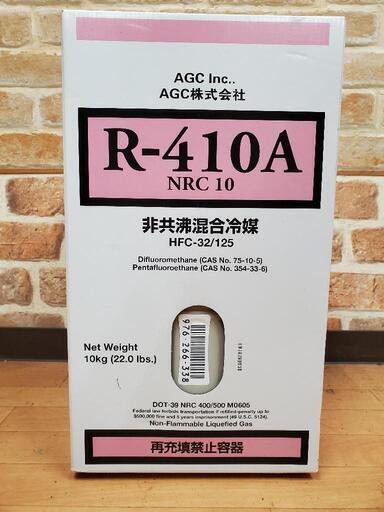 AGC Inc..
AGC株式会社
R-410A
NRC 10
非共沸混合冷媒
HFC-32/125
Difluoromethane (CAS No. 75-10-5)
Pentafluoroethane (CAS No. 354-33-6)
Net Weight
10kg (22.0 lbs.)
976-266-338
DOT-39 NRC 400/500 M0605
Federal law forbids transportation if refilled-penalty up to
$500,000 fine and 5 years imprisonment (49 U.S.C. 5124).
Non-Flammable Liquefied Gas
再充填禁止容器